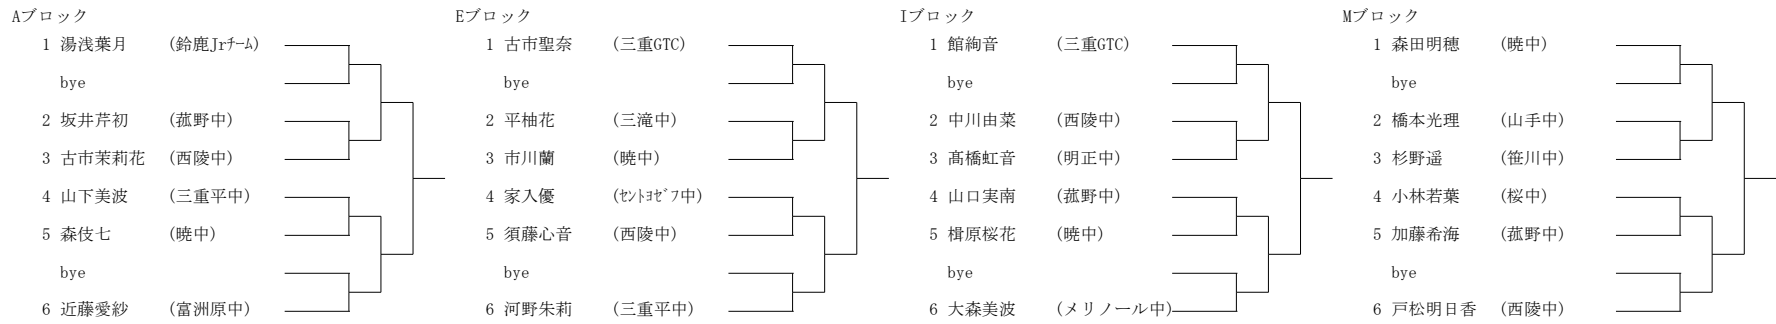 Aブロック
1 湯浅葉月 (鈴鹿Jrﾁｰﾑ)
bye
2 坂井芹初 (菰野中)
3 古市茉莉花 (西陵中)
4 山下美波 (三重平中)
5 森伎七 (暁中)
bye
6 近藤愛紗 (富洲原中)
Eブロック
1 古市聖奈 (三重GTC)
bye
2 平柚花 (三滝中)
3 市川蘭 (暁中)
4 家入優 (ｾﾝﾄﾖｾﾞﾌ中)
5 須藤心音 (西陵中)
bye
6 河野朱莉 (三重平中)
Iブロック
1 館絢音 (三重GTC)
bye
2 中川由菜 (西陵中)
3 髙橋虹音 (明正中)
4 山口実南 (菰野中)
5 楫原桜花 (暁中)
bye
6 大森美波 (メリノール中)
Mブロック
1 森田明穂 (暁中)
bye
2 橋本光理 (山手中)
3 杉野遥 (笹川中)
4 小林若葉 (桜中)
5 加藤希海 (菰野中)
bye
6 戸松明日香 (西陵中)